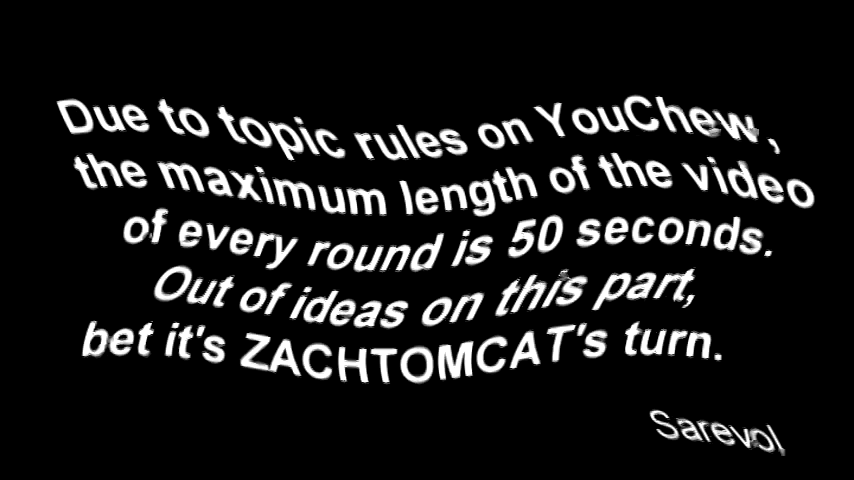 Due to topic rules on YouChew,
the maximum length of the video
of every round is 50 seconds.
Out of ideas on this part,
bet it's ZACHTOMCAT's turn.
Sarevol